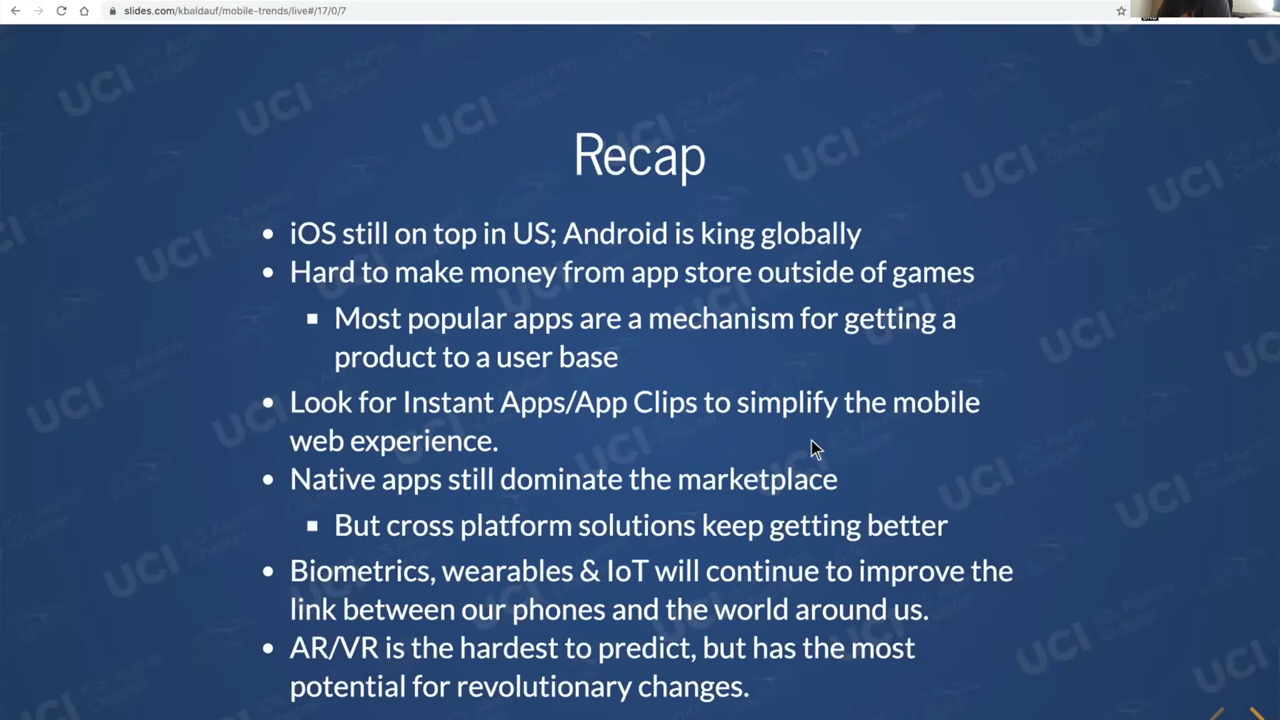 slides.com/kbaldauf/mobile-trends/live#/17/0/7
Recap
• iOS still on top in US; Android is king globally
• Hard to make money from app store outside of games
▪ Most popular apps are a mechanism for getting a
product to a user base
• Look for Instant Apps/App Clips to simplify the mobile
web experience.
• Native apps still dominate the marketplace
▪ But cross platform solutions keep getting better
• Biometrics, wearables & IoT will continue to improve the
link between our phones and the world around us.
• AR/VR is the hardest to predict, but has the most
potential for revolutionary changes.
UCI ICS Alumni
Chapter